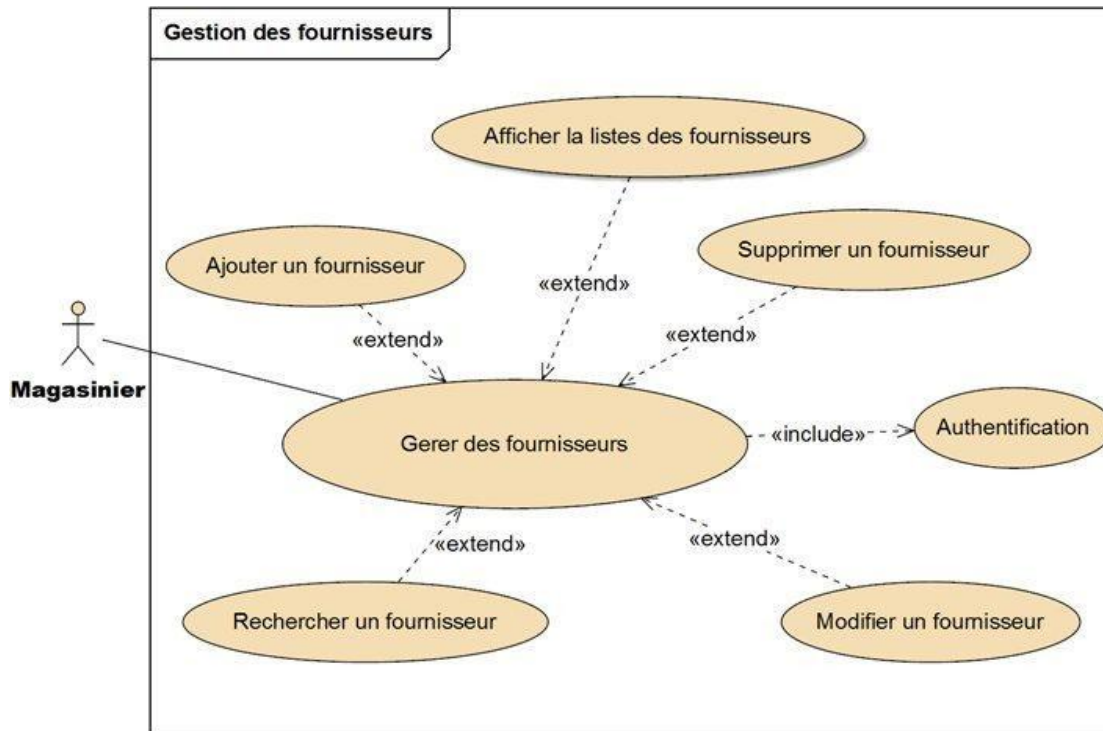 Gestion des fournisseurs
Afficher la listes des fournisseurs
Ajouter un fournisseur
Supprimer un fournisseur
«extend»
«extend»
«extend»
Magasinier
Gerer des fournisseurs
«include»
Authentification
«extend»
«extend»
Rechercher un fournisseur
Modifier un fournisseur